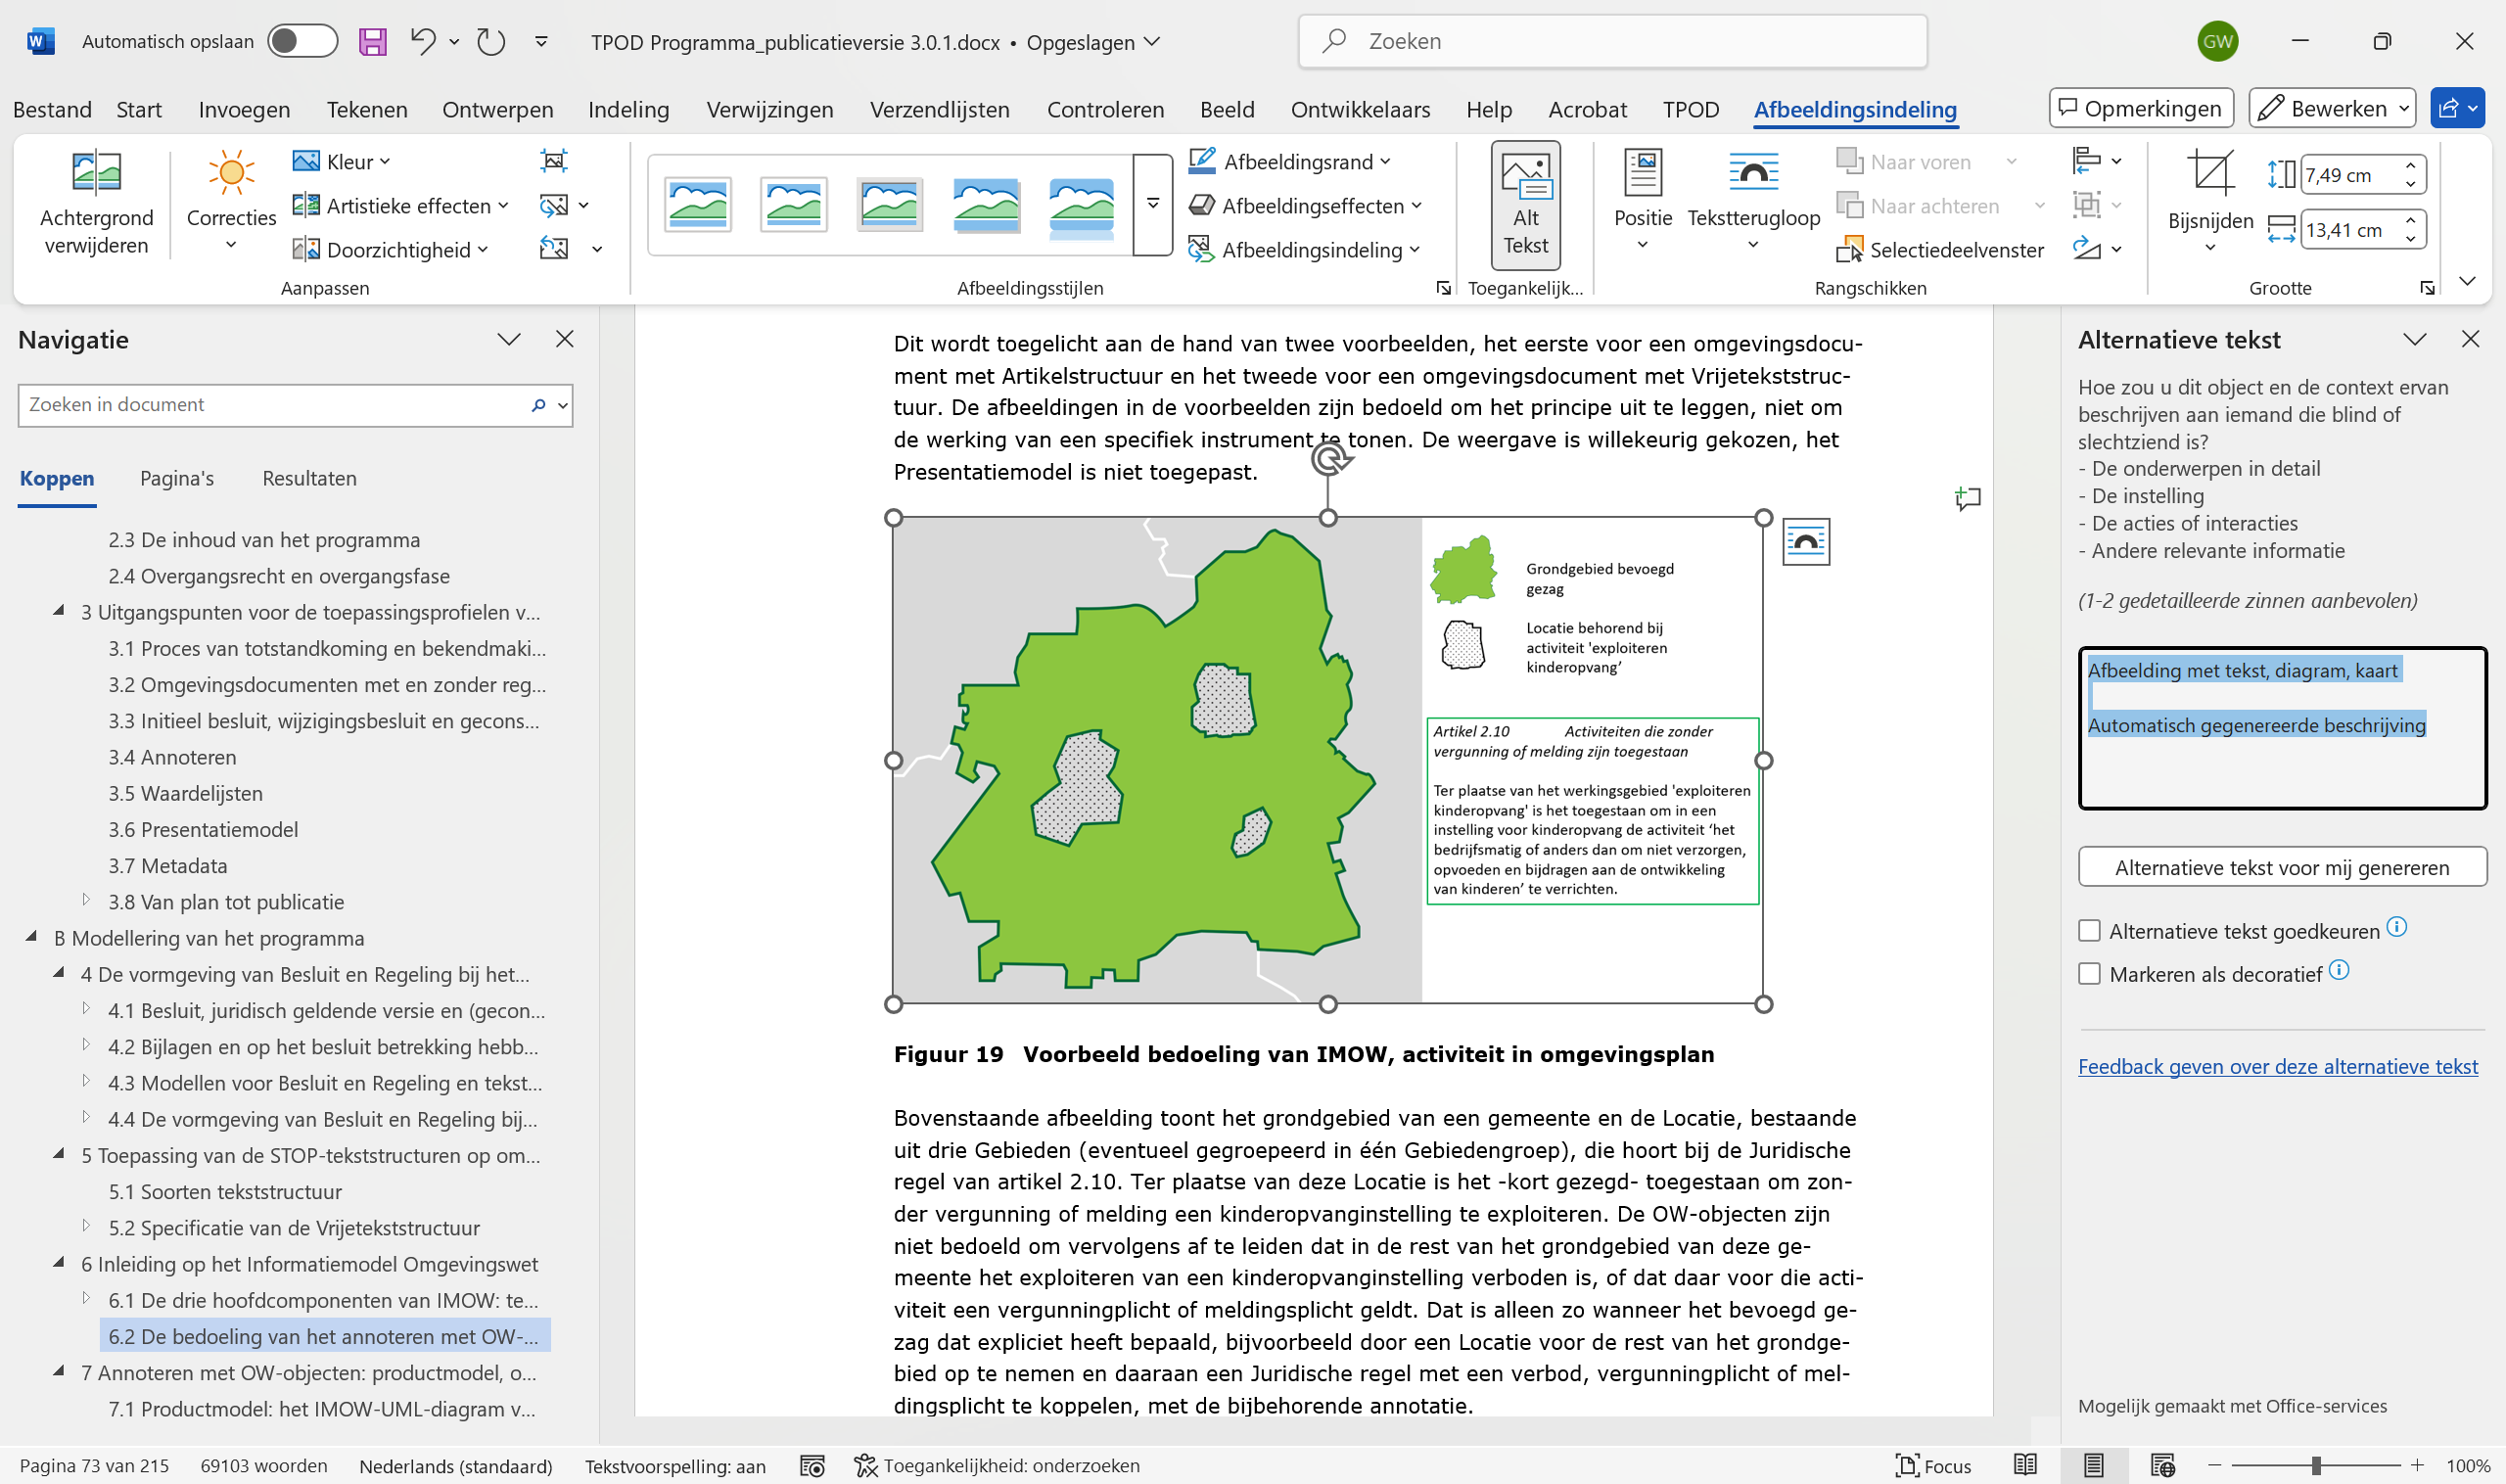 Automatisch opslaan
TPOD Programma_publicatieversie 3.0.1.docx • Opgeslagen
Zoeken
GW
Bestand Start Invoegen Tekenen Ontwerpen Indeling Verwijzingen Verzendlijsten Controleren Beeld Ontwikkelaars Help Acrobat TPOD Afbeeldingsindeling
Opmerkingen
Bewerken
Achtergrond
verwijderen
Correcties
Kleur
Artistieke effecten
Doorzichtigheid
Aanpassen
Afbeeldingsstijlen
Afbeeldingsrand
Afbeeldingseffecten
Afbeeldingsindeling
Alt
Tekst
Toegankelijk...
Positie
Tekstterugloop
Naar voren
Naar achteren
Selectiedeelvenster
Rangschikken
Bijsnijden
7,49 cm
13,41 cm
Grootte
Navigatie
Zoeken in document
Koppen Pagina's Resultaten
2.3 De inhoud van het programma
2.4 Overgangsrecht en overgangsfase
3 Uitgangspunten voor de toepassingsprofielen v...
3.1 Proces van totstandkoming en bekendmaki...
3.2 Omgevingsdocumenten met en zonder reg...
3.3 Initieel besluit, wijzigingsbesluit en gecons...
3.4 Annoteren
3.5 Waardelijsten
3.6 Presentatiemodel
3.7 Metadata
3.8 Van plan tot publicatie
B Modellering van het programma
4 De vormgeving van Besluit en Regeling bij het...
4.1 Besluit, juridisch geldende versie en (gecon...
4.2 Bijlagen en op het besluit betrekking hebb...
4.3 Modellen voor Besluit en Regeling en tekst...
4.4 De vormgeving van Besluit en Regeling bij...
5 Toepassing van de STOP-tekststructuren op om...
5.1 Soorten tekststructuur
5.2 Specificatie van de Vrijetekststructuur
6 Inleiding op het Informatiemodel Omgevingswet
6.1 De drie hoofdcomponenten van IMOW: te...
6.2 De bedoeling van het annoteren met OW-...
7 Annoteren met OW-objecten: productmodel, o...
7.1 Productmodel: het IMOW-UML-diagram v...
Dit wordt toegelicht aan de hand van twee voorbeelden, het eerste voor een omgevingsdocu-
ment met Artikelstructuur en het tweede voor een omgevingsdocument met Vrijetekststruc-
tuur. De afbeeldingen in de voorbeelden zijn bedoeld om het principe uit te leggen, niet om
de werking van een specifiek instrument te tonen. De weergave is willekeurig gekozen, het
Presentatiemodel is niet toegepast.
Grondgebied bevoegd
gezag
Locatie behorend bij
activiteit 'exploiteren
kinderopvang’
Artikel 2.10 Activiteiten die zonder
vergunning of melding zijn toegestaan
Ter plaatse van het werkingsgebied 'exploiteren
kinderopvang' is het toegestaan om in een
instelling voor kinderopvang de activiteit ‘het
bedrijfsmatig of anders dan om niet verzorgen,
opvoeden en bijdragen aan de ontwikkeling
van kinderen’ te verrichten.
Figuur 19 Voorbeeld bedoeling van IMOW, activiteit in omgevingsplan
Bovenstaande afbeelding toont het grondgebied van een gemeente en de Locatie, bestaande
uit drie Gebieden (eventueel gegroepeerd in één Gebiedengroep), die hoort bij de Juridische
regel van artikel 2.10. Ter plaatse van deze Locatie is het -kort gezegd- toegestaan om zon-
der vergunning of melding een kinderopvanginstelling te exploiteren. De OW-objecten zijn
niet bedoeld om vervolgens af te leiden dat in de rest van het grondgebied van deze ge-
meente het exploiteren van een kinderopvanginstelling verboden is, of dat daar voor die acti-
viteit een vergunningplicht of meldingsplicht geldt. Dat is alleen zo wanneer het bevoegd ge-
zag dat expliciet heeft bepaald, bijvoorbeeld door een Locatie voor de rest van het grondge-
bied op te nemen en daaraan een Juridische regel met een verbod, vergunningplicht of mel-
dingsplicht te koppelen, met de bijbehorende annotatie.
Alternatieve tekst
Hoe zou u dit object en de context ervan
beschrijven aan iemand die blind of
slechtziend is?
- De onderwerpen in detail
- De instelling
- De acties of interacties
- Andere relevante informatie
(1-2 gedetailleerde zinnen aanbevolen)
Afbeelding met tekst, diagram, kaart
Automatisch gegenereerde beschrijving
Alternatieve tekst voor mij genereren
Alternatieve tekst goedkeuren
Markeren als decoratief
Feedback geven over deze alternatieve tekst
Mogelijk gemaakt met Office-services
Pagina 73 van 215 69103 woorden Nederlands (standaard) Tekstvoorspelling: aan Toegankelijkheid: onderzoeken
Focus
100%